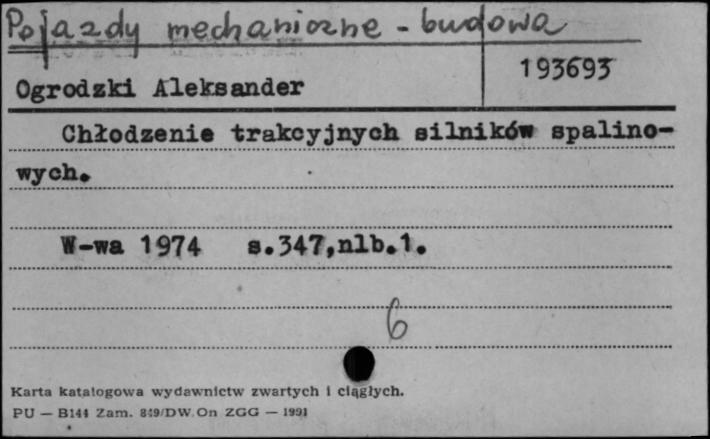 Pojazdy mechaniczne - budowa
193693
Ogrodzki Aleksander
Chłodzenie trakcyjnych silników spalino-
wych.
W-wa 1974 s.347,nlb.1.
6
Karta katalogowa wydawnictw zwartych i ciągłych.
PU — B144 Zam. 849/DW. On ZGG — 1991